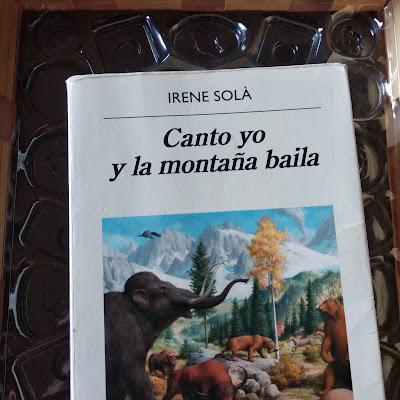 IRENE SOLÀ
Canto yo
y la montaña baila